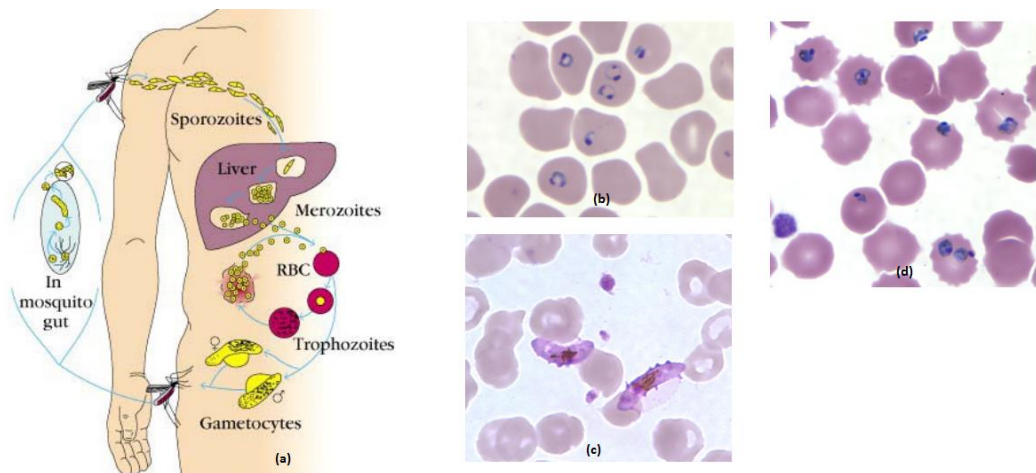 Sporozoites
Liver
Merozoites
RBC
In
mosquito
gut
Trophozoites
♀
♂
Gametocytes
(a)
(b)
(c)
(d)